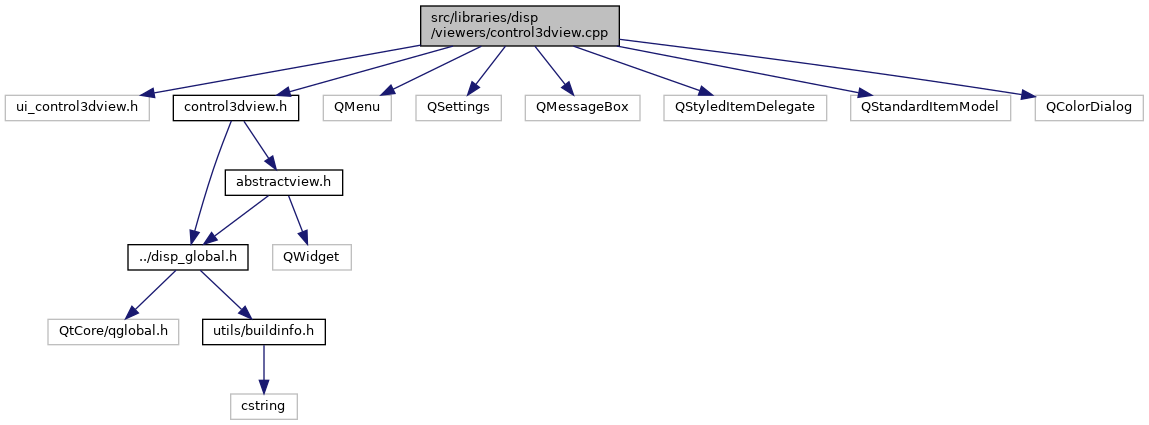 src/libraries/disp
/viewers/control3dview.cpp
ui_control3dview.h
control3dview.h
QMenu
QSettings
QMessageBox
QStyledItemDelegate
QStandardItemModel
QColorDialog
abstractview.h
../disp_global.h
QWidget
QtCore/qglobal.h
utils/buildinfo.h
cstring